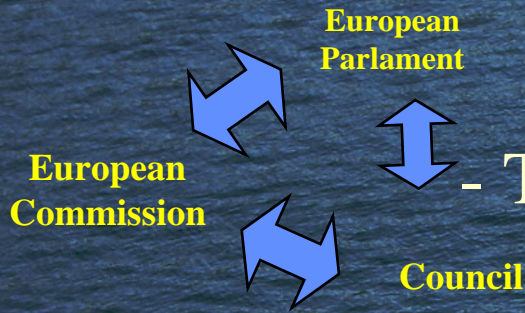 European
Parlament
European
Commission
- T
Council